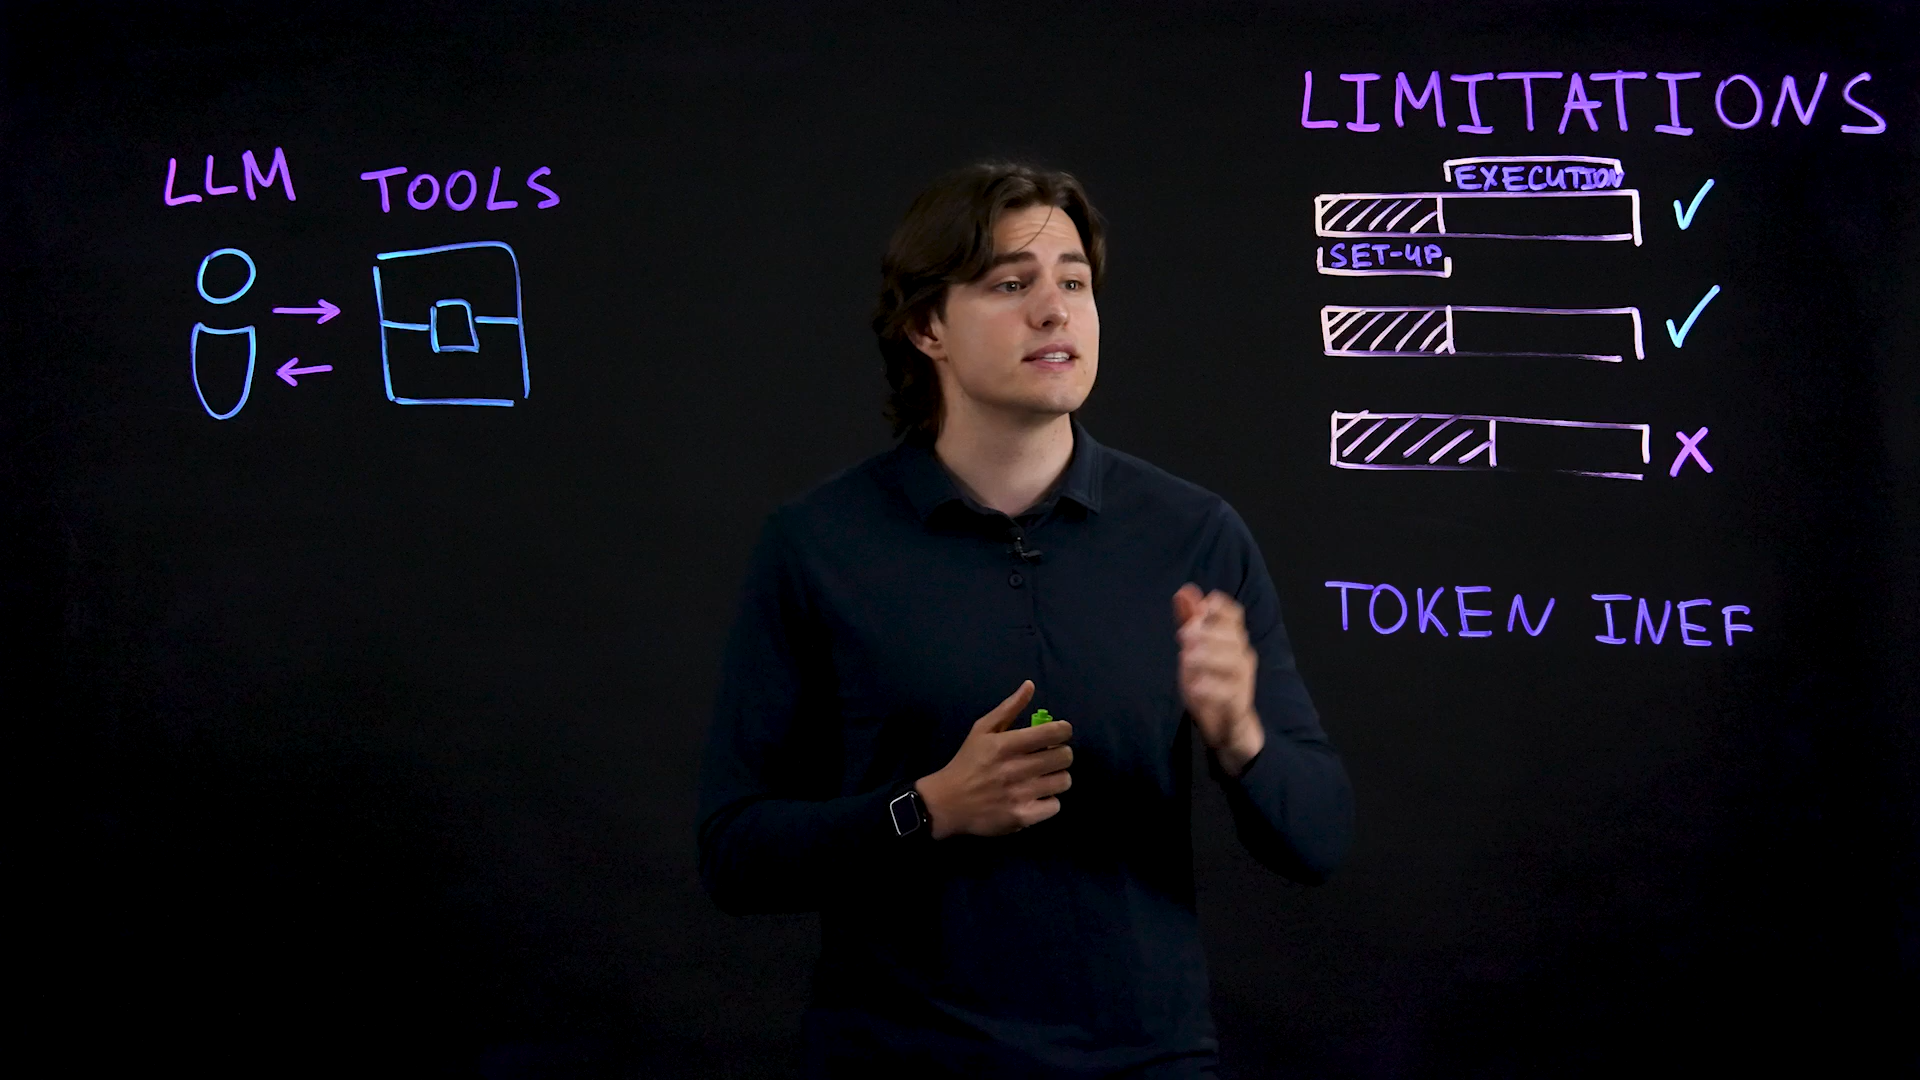 LLM TOOLS
LIMITATIONS
EXECUTION
✓
SET-UP
✓
X
TOKEN INEF